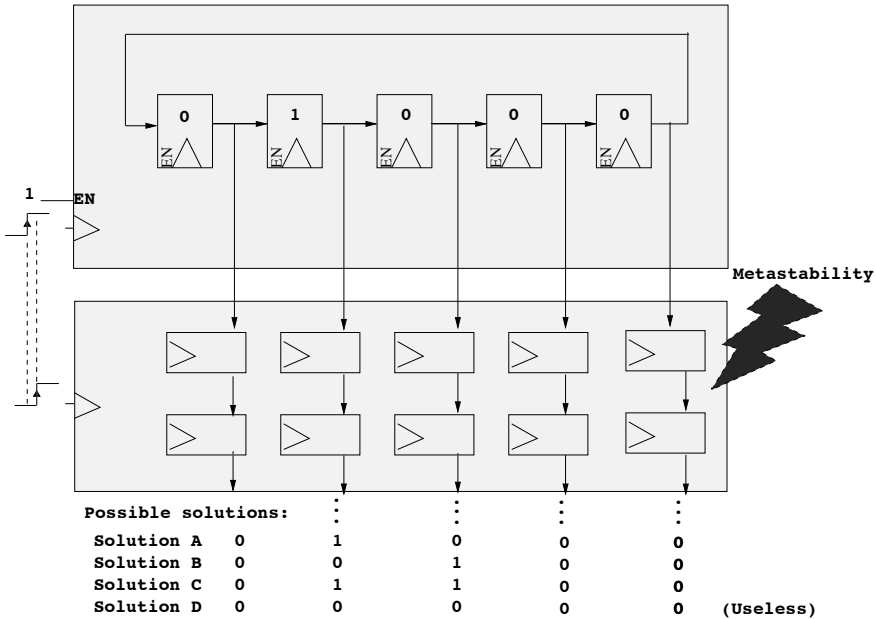 0 1 0 0 0
EN EN EN EN EN
1 EN
Metastability
Possible solutions:
Solution A 0 1 0 0 0
Solution B 0 0 1 0 0
Solution C 0 1 1 0 0
Solution D 0 0 0 0 0 (Useless)